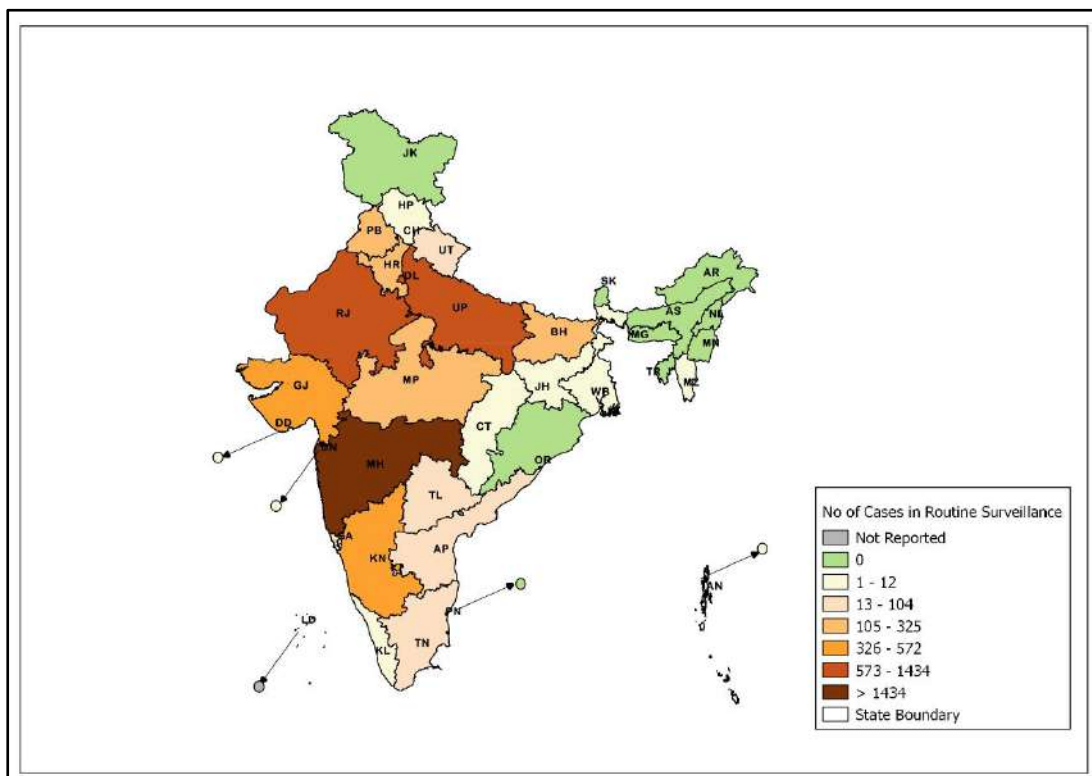 JK
HP
CH
PB
UT
HR
DL
SK
AR
RJ
UP
AS
NL
BH
MG
MN
TR
MP
GJ
JH
MZ
WB
DD
CT
MH
OR
TL
No of Cases in Routine Surveillance
Not Reported
KN
AP
0
1 - 12
AN
13 - 104
PN
105 - 325
LD
326 - 572
KL
TN
573 - 1434
> 1434
State Boundary